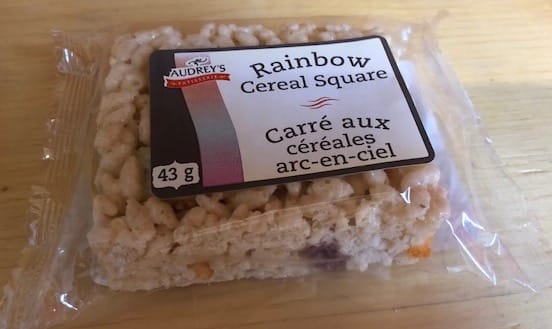 AUDREY'S
PATISSERIE
Rainbow
Cereal Square
Carré aux
céréales
arc-en-ciel
43 g